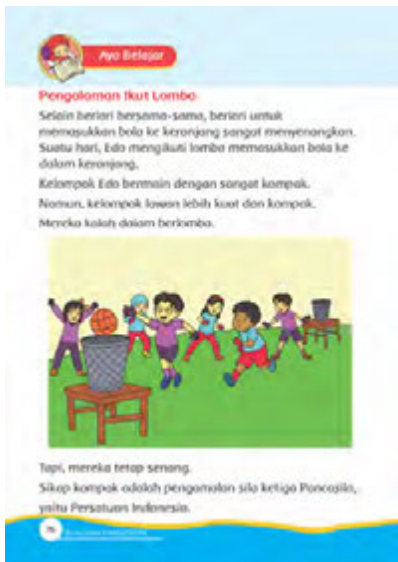 Ayo Belajar
Pengalaman Ikut Lomba
Selain berlari bersama-sama, berlari untuk
memasukkan bola ke keranjang sangat menyenangkan.
Suatu hari, Edo mengikuti lomba memasukkan bola ke
dalam keranjang.
Kelompok Edo bermain dengan sangat kompak.
Namun, kelompok lawan lebih kuat dan kompak.
Mereka kalah dalam berlomba.
Tapi, mereka tetap senang.
Sikap kompak adalah pengamalan sila ketiga Pancasila,
yaitu Persatuan Indonesia.